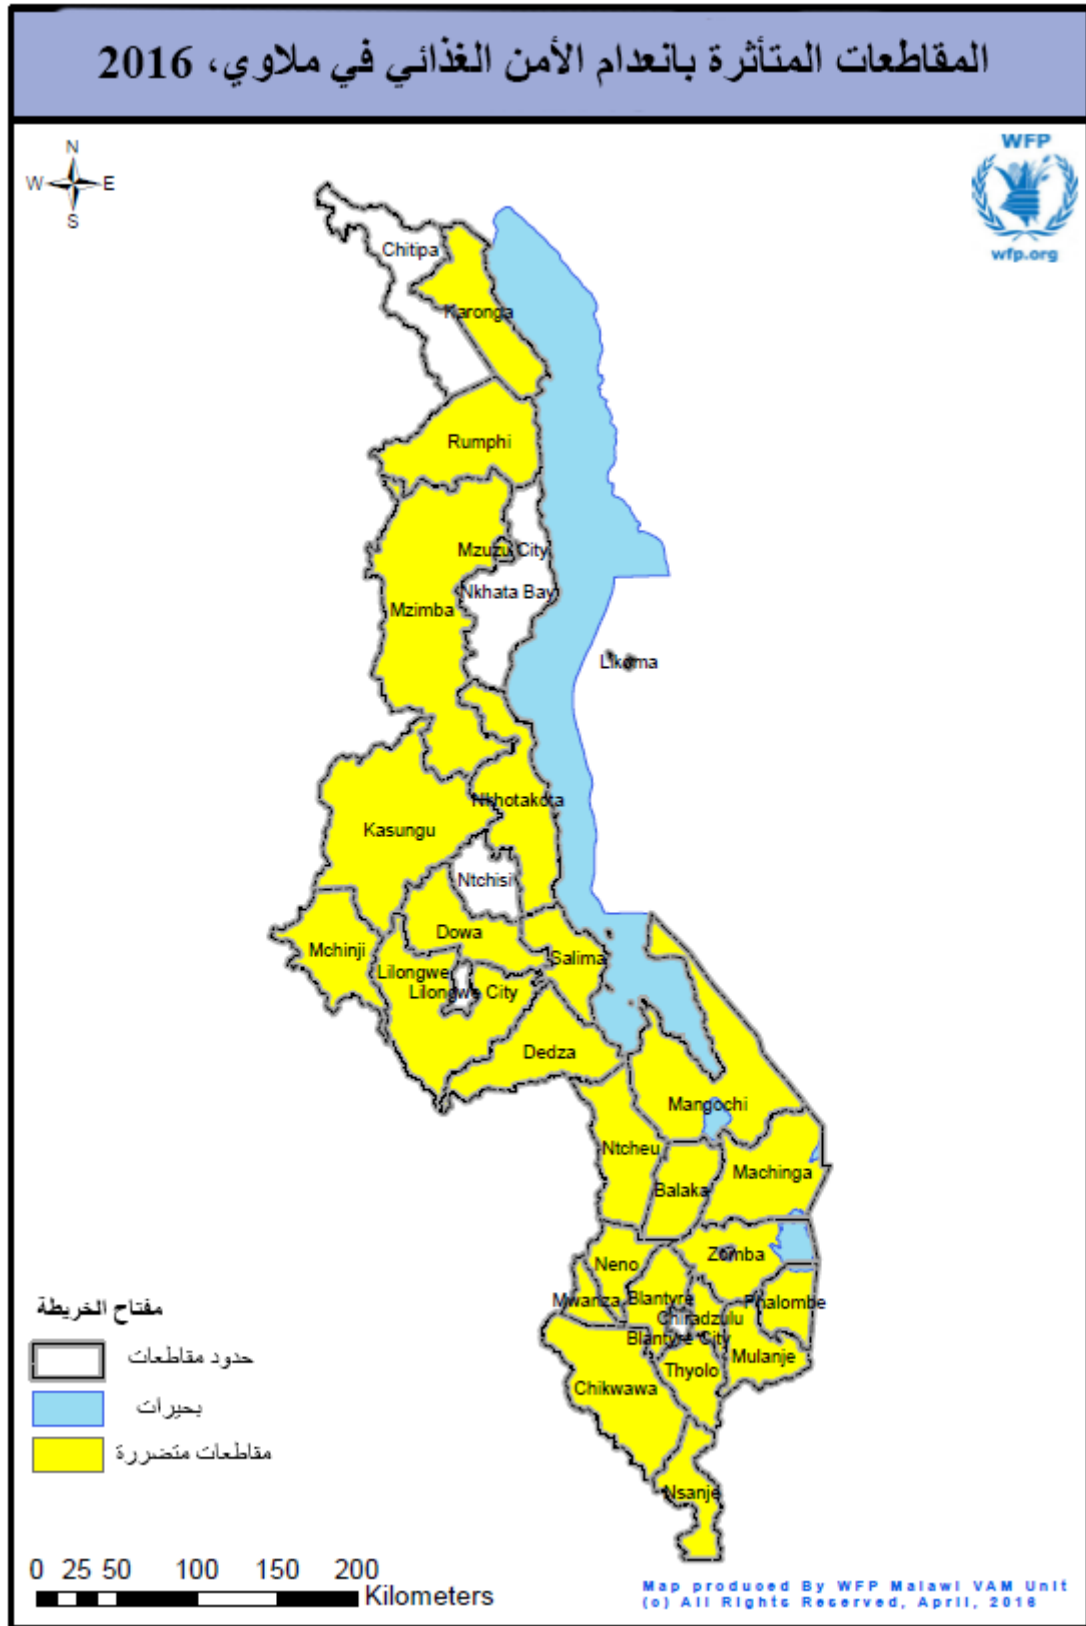 المقاطعات المتأثرة بانعدام الأمن الغذائي في ملاوي، 2016
N
W E
S
WFP
wfp.org
Chitipa
Karonga
Rumphi
Mzuzu City
Nkhata Bay
Mzimba
Likoma
Nkhotakota
Kasungu
Ntchisi
Dowa
Mchinji
Salima
Lilongwe
Lilongwe City
Dedza
Mangochi
Ntcheu
Machinga
Balaka
Zomba
Neno
Mwanza
Blantyre
Phalombe
Chiradzulu
Blantyre City
Mulanje
Thyolo
Chikwawa
Nsanje
مفتاح الخريطة
حدود مقاطعات
بحيرات
مقاطعات متضررة
0 25 50 100 150 200
Kilometers
Map produced By WFP Malawi VAM Unit
(c) All Rights Reserved, April, 2016